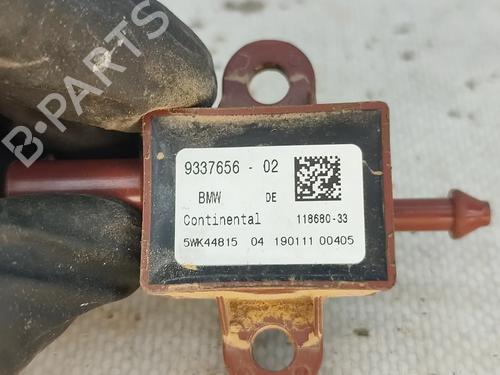 B-PARTS
9337656 - 02
BMW DE
Continental 118680-33
5WK44815 04 190111 00405